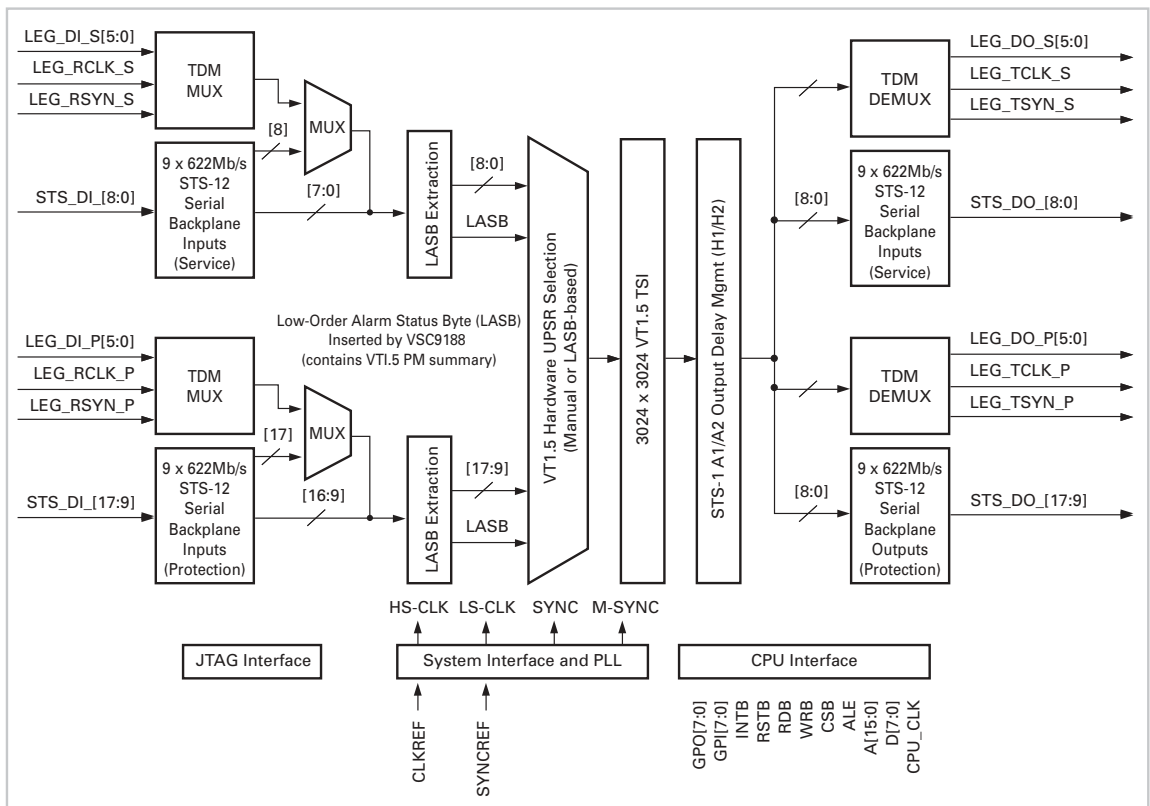 LEG_DI_S[5:0]
LEG_RCLK_S
LEG_RSYN_S
TDM
MUX
[8]
MUX
9 x 622Mb/s
STS-12
Serial
Backplane
Inputs
(Service)
STS_DI_[8:0]
[7:0]
LASB Extraction
[8:0]
LASB
Low-Order Alarm Status Byte (LASB)
Inserted by VSC9188
(contains VTI.5 PM summary)
LEG_DI_P[5:0]
LEG_RCLK_P
LEG_RSYN_P
TDM
MUX
[17]
MUX
9 x 622Mb/s
STS-12
Serial
Backplane
Inputs
(Protection)
STS_DI_[17:9]
[16:9]
LASB Extraction
[17:9]
LASB
VT1.5 Hardware UPSR Selection
(Manual or LASB-based)
3024 x 3024 VT1.5 TSI
STS-1 A1/A2 Output Delay Mgmt (H1/H2)
TDM
DEMUX
LEG_DO_S[5:0]
LEG_TCLK_S
LEG_TSYN_S
[8:0]
9 x 622Mb/s
STS-12
Serial
Backplane
Inputs
(Service)
STS_DO_[8:0]
TDM
DEMUX
LEG_DO_P[5:0]
LEG_TCLK_P
LEG_TSYN_P
[8:0]
9 x 622Mb/s
STS-12
Serial
Backplane
Outputs
(Protection)
STS_DO_[17:9]
HS-CLK
LS-CLK
SYNC
M-SYNC
JTAG Interface
System Interface and PLL
CPU Interface
CLKREF
SYNCREF
GPO[7:0]
GPI[7:0]
INTB
RSTB
RDB
WRB
CSB
ALE
A[15:0]
D[7:0]
CPU_CLK